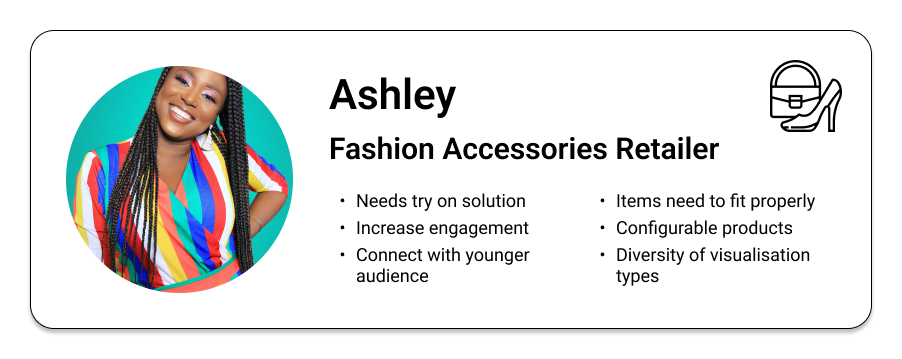 Ashley
Fashion Accessories Retailer
• Needs try on solution
• Increase engagement
• Connect with younger
audience
• Items need to fit properly
• Configurable products
• Diversity of visualisation
types